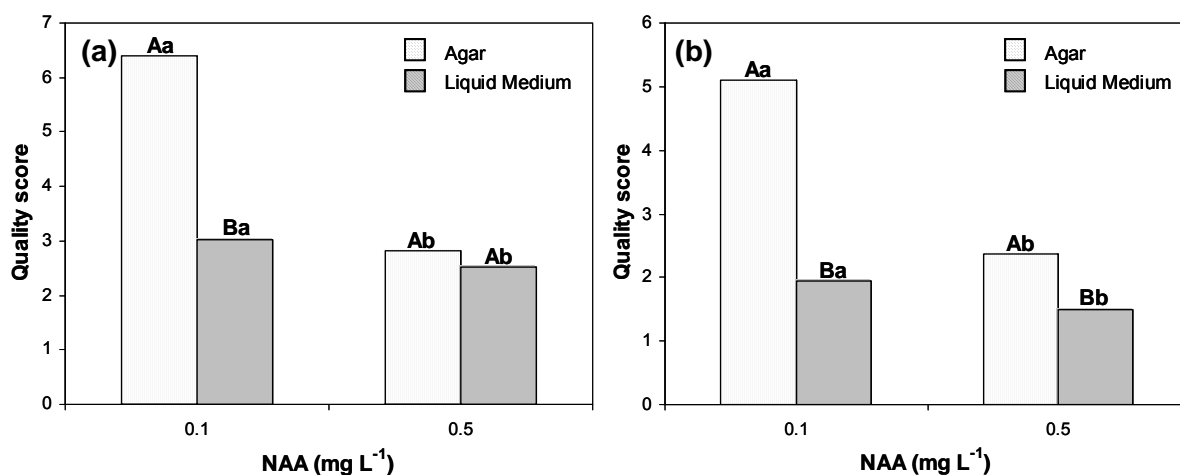 (a)
Agar
Liquid Medium
Quality score
7
6
5
4
3
2
1
0
Aa
Ba
Ab
Ab
0.1
0.5
NAA (mg L⁻¹)
(b)
Agar
Liquid Medium
Quality score
6
5
4
3
2
1
0
Aa
Ba
Ab
Bb
0.1
0.5
NAA (mg L⁻¹)